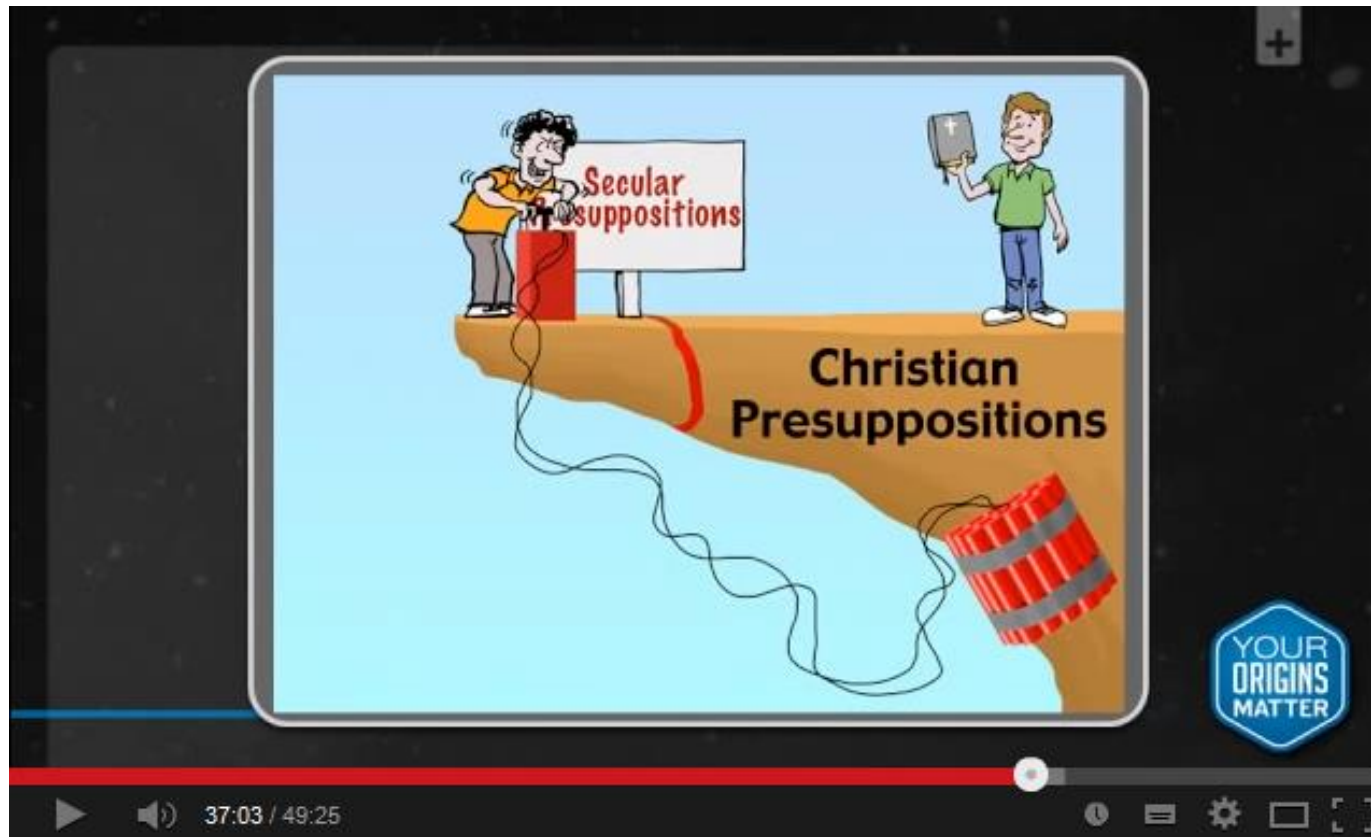 Secular
suppositions
Christian
Presuppositions
YOUR
ORIGINS
MATTER
37:03 / 49:25